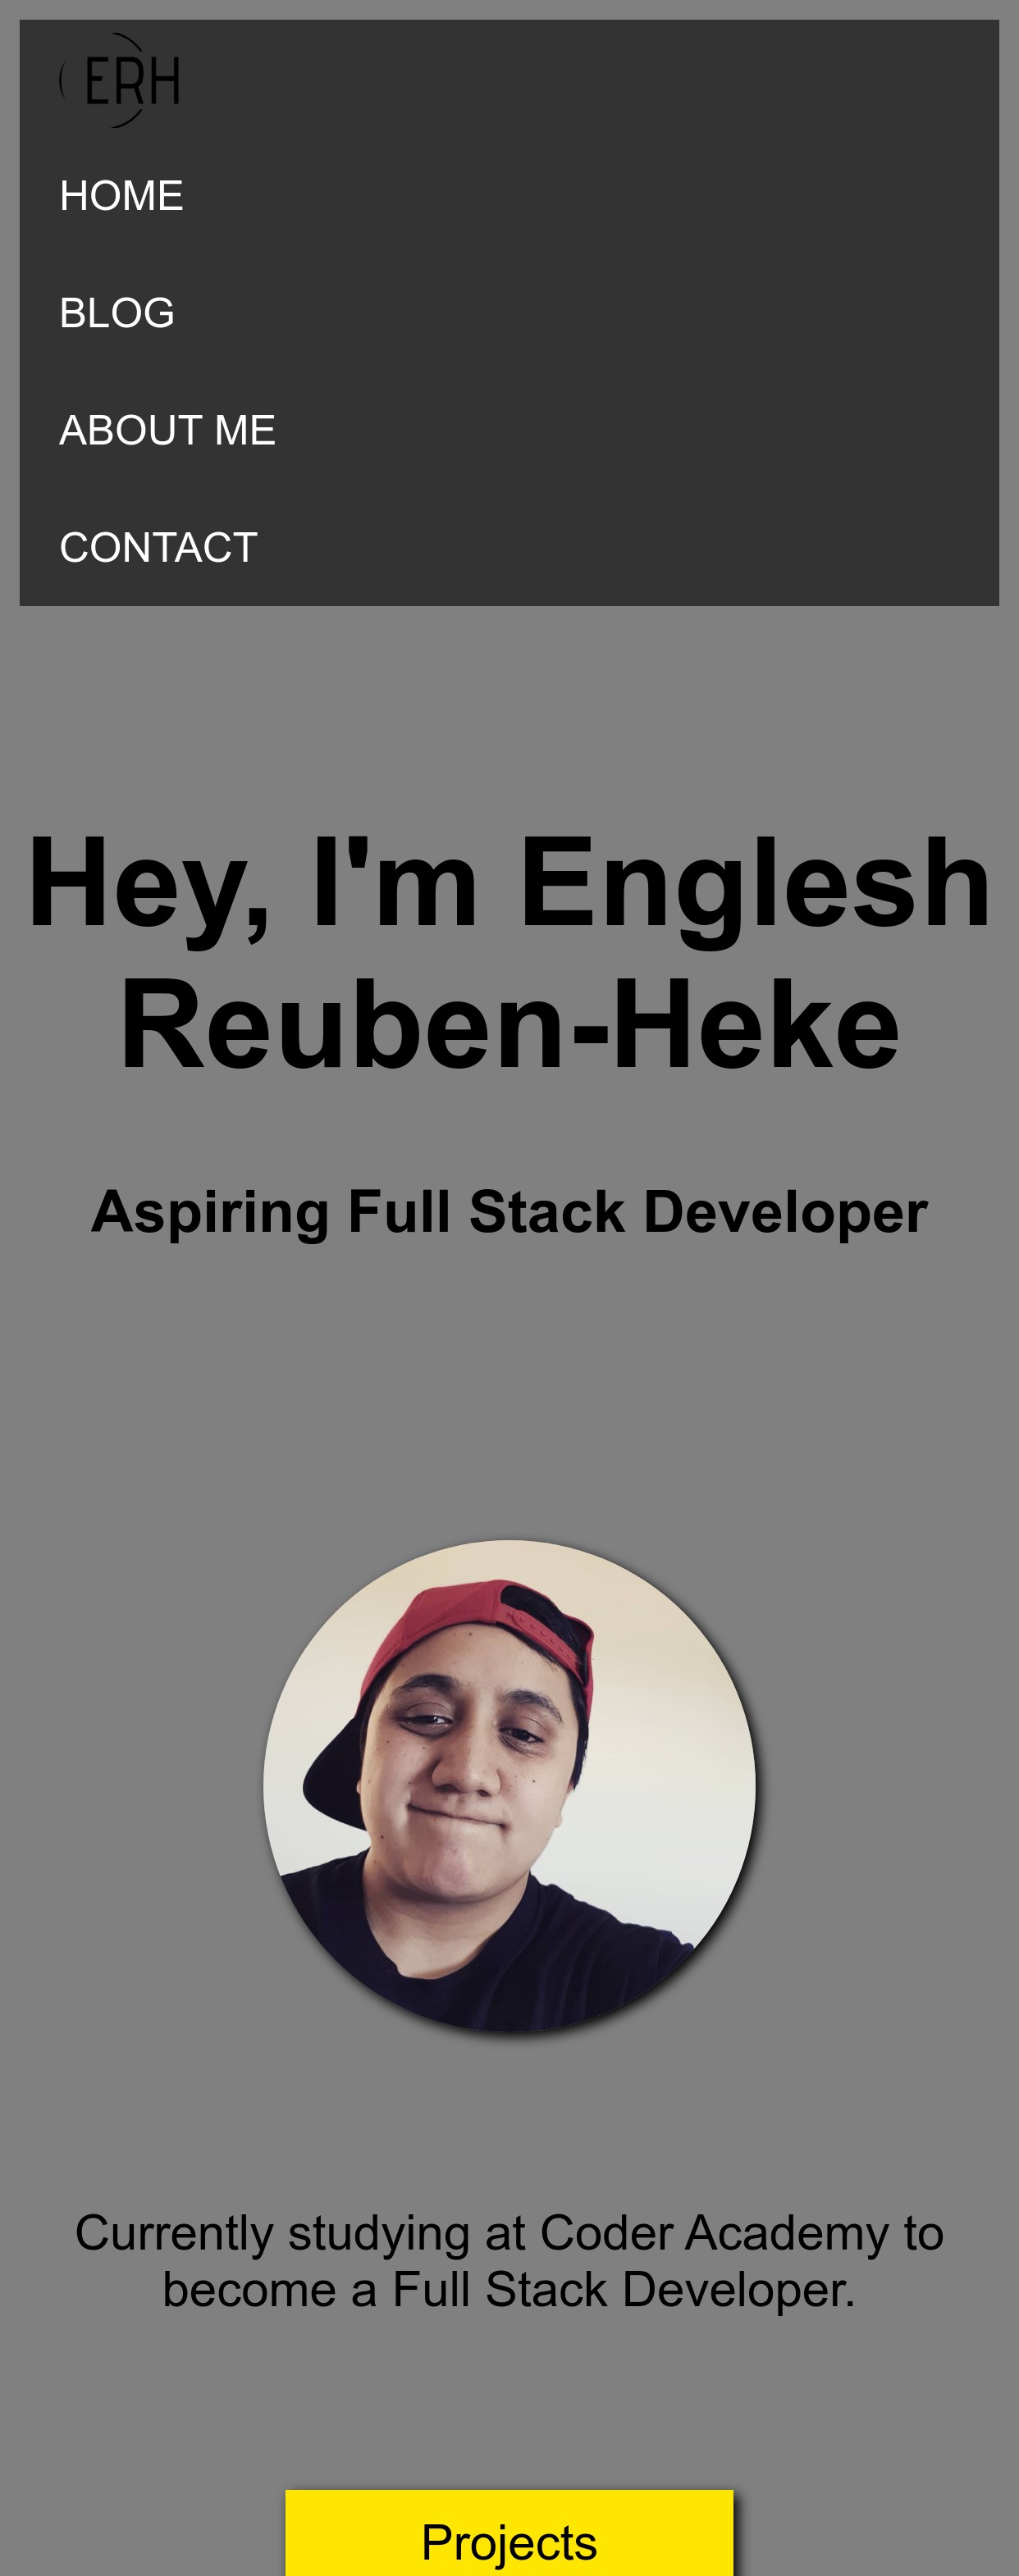 ERH
HOME
BLOG
ABOUT ME
CONTACT
Hey, I'm Englesh
Reuben-Heke
Aspiring Full Stack Developer
Currently studying at Coder Academy to
become a Full Stack Developer.
Projects